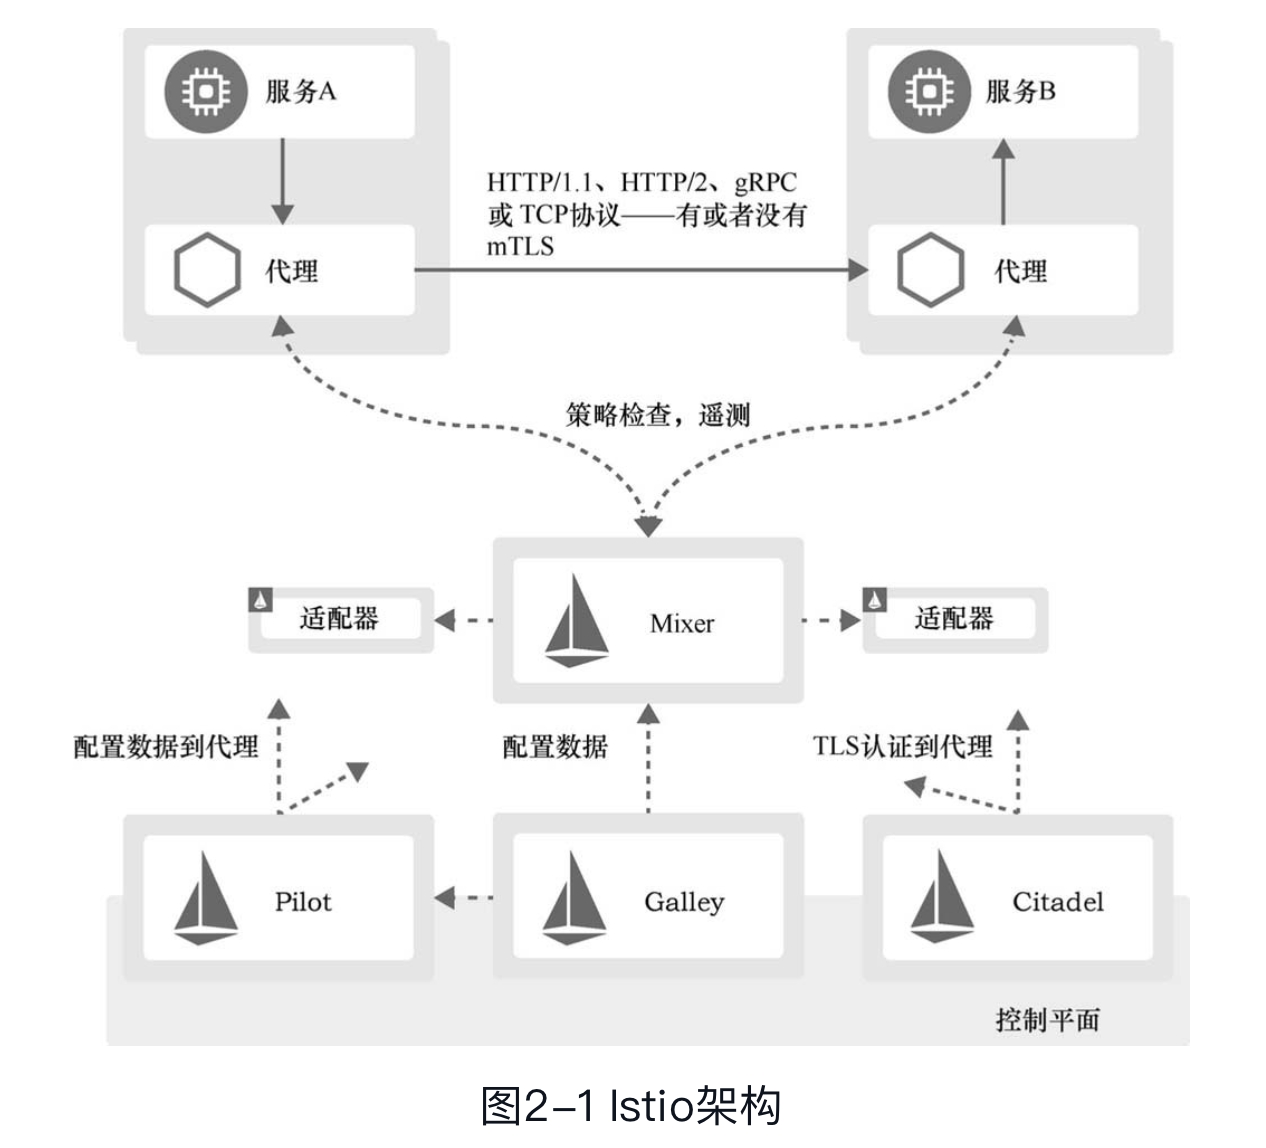 服务A
服务B
HTTP/1.1、HTTP/2、gRPC
或 TCP协议——有或者没有
mTLS
代理
代理
策略检查，遥测
适配器
Mixer
适配器
配置数据到代理
配置数据
TLS认证到代理
Pilot
Galley
Citadel
控制平面
图2-1 Istio架构